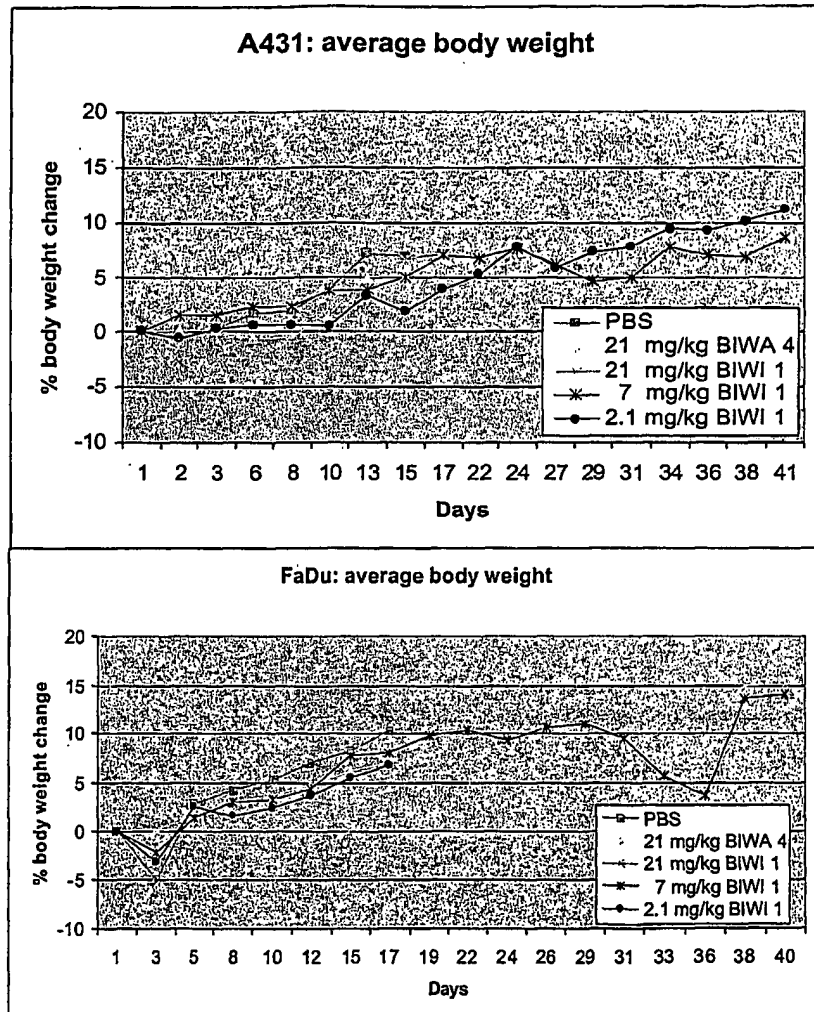 A431: average body weight
% body weight change
20
15
10
5
0
-5
-10
PBS
21 mg/kg BIWA 4
21 mg/kg BIWI 1
7 mg/kg BIWI 1
2.1 mg/kg BIWI 1
1 2 3 6 8 10 13 15 17 22 24 27 29 31 34 36 38 41
Days
FaDu: average body weight
% body weight change
20
15
10
5
0
-5
-10
PBS
21 mg/kg BIWA 4
21 mg/kg BIWI 1
7 mg/kg BIWI 1
2.1 mg/kg BIWI 1
1 3 5 8 10 12 15 17 19 22 24 26 29 31 33 36 38 40
Days